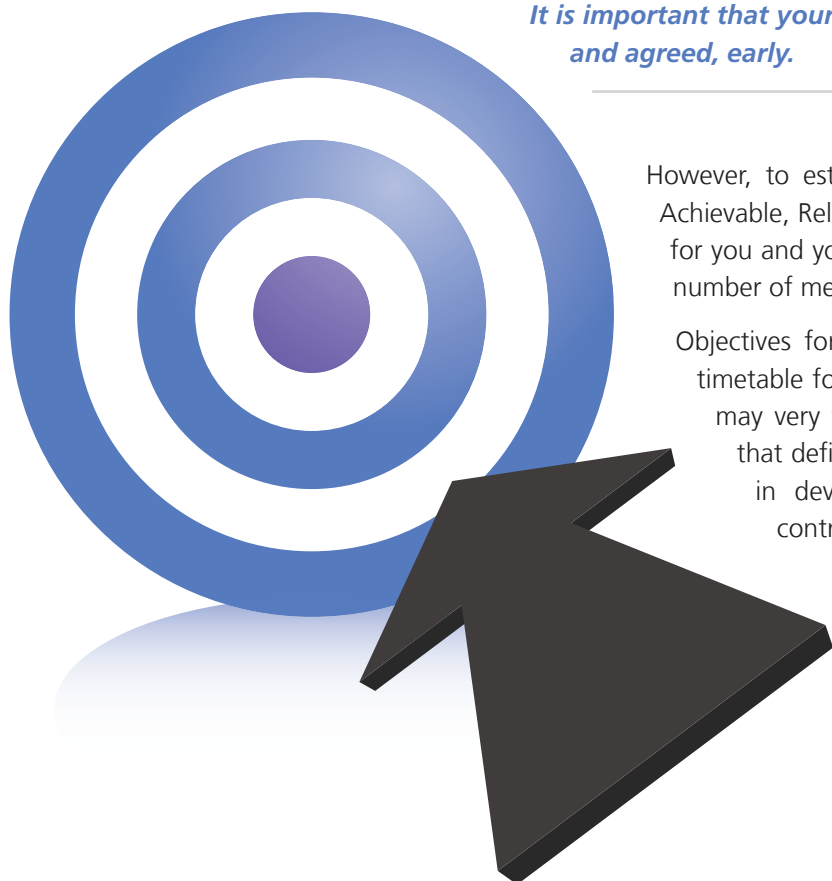 It is important that your
and agreed, early.
However, to est
Achievable, Rel
for you and yo
number of me
Objectives for
timetable fo
may very
that defi
in dev
contr